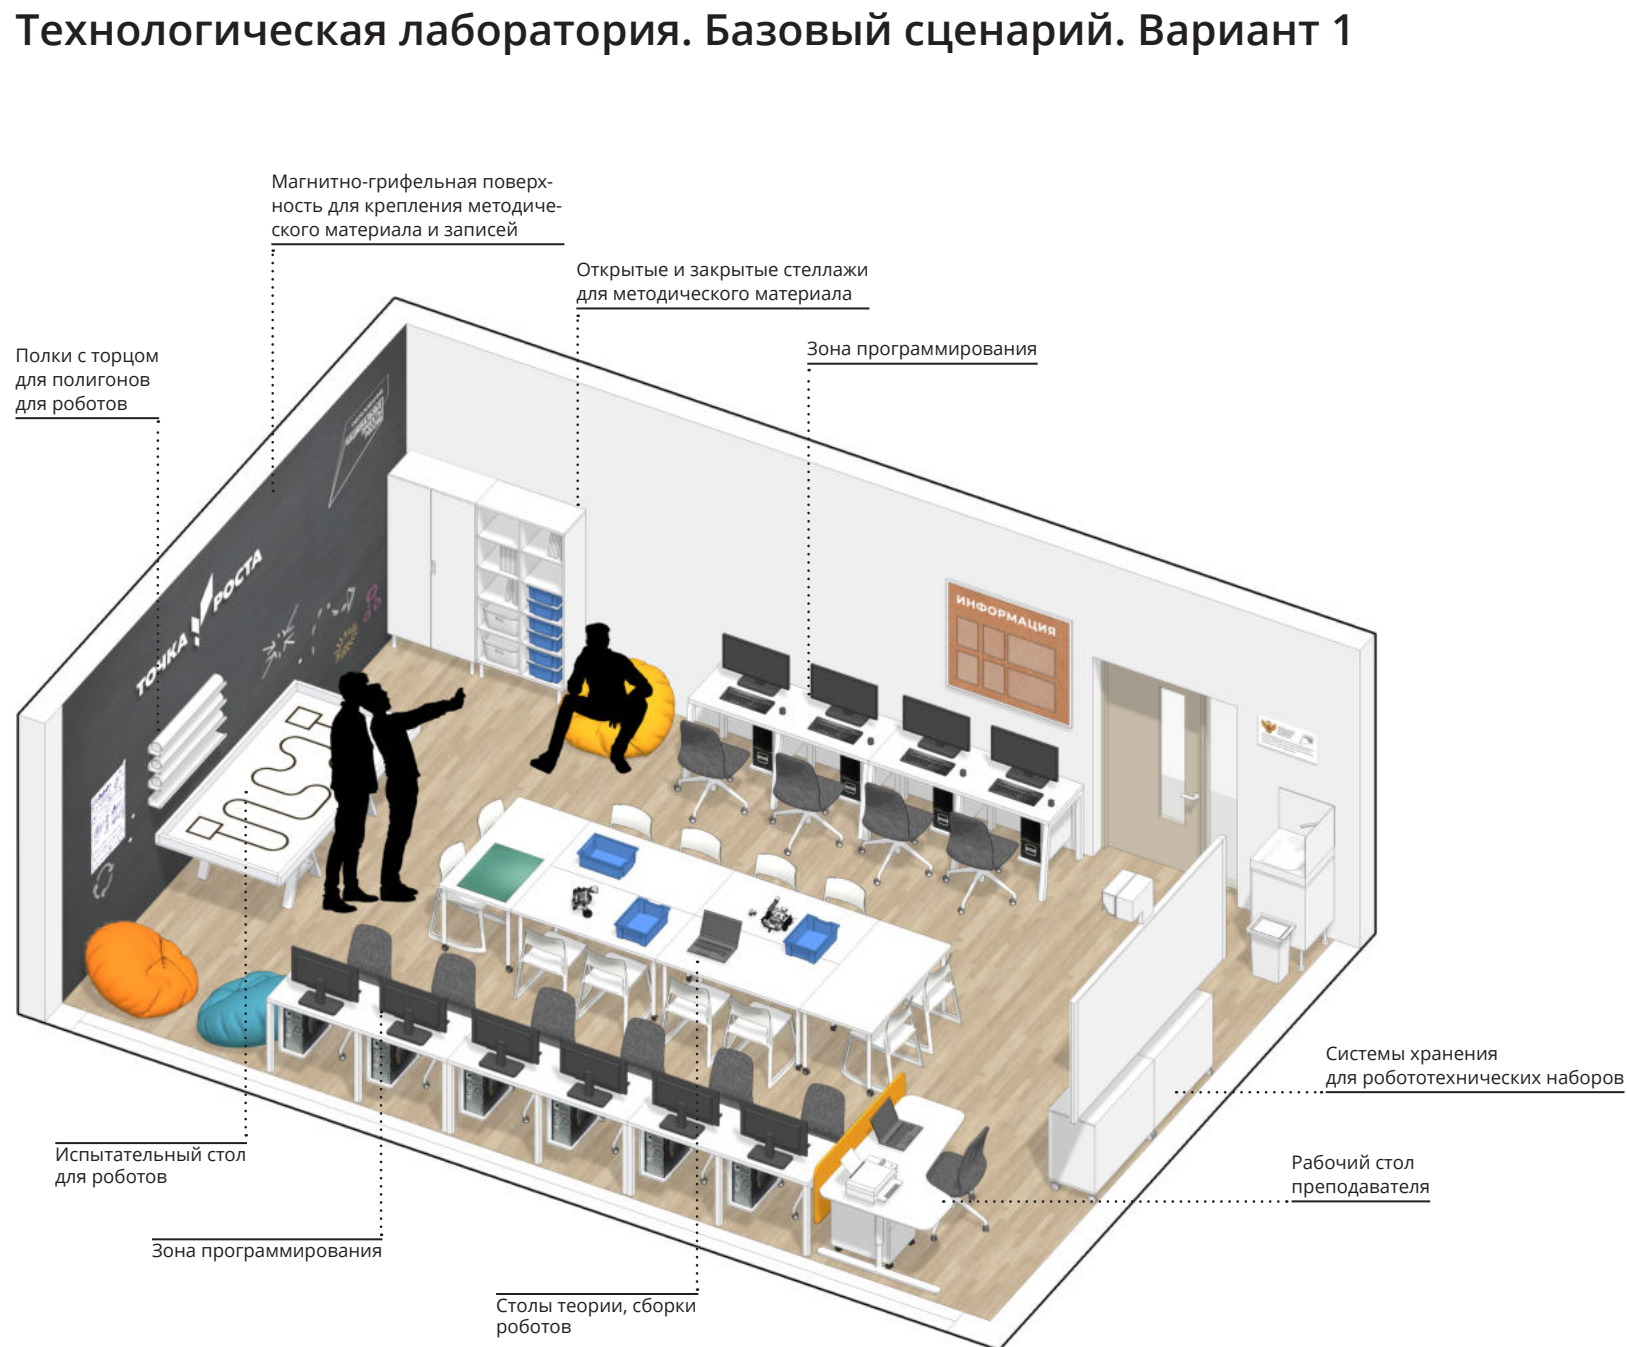 Технологическая лаборатория. Базовый сценарий. Вариант 1
Магнитно-грифельная поверх-
ность для крепления методиче-
ского материала и записей
Открытые и закрытые стеллажи
для методического материала
Зона программирования
Полки с торцом
для полигонов
для роботов
ТОЧКА РОСТА
ИНФОРМАЦИЯ
Системы хранения
для робототехнических наборов
Испытательный стол
для роботов
Рабочий стол
преподавателя
Зона программирования
Столы теории, сборки
роботов